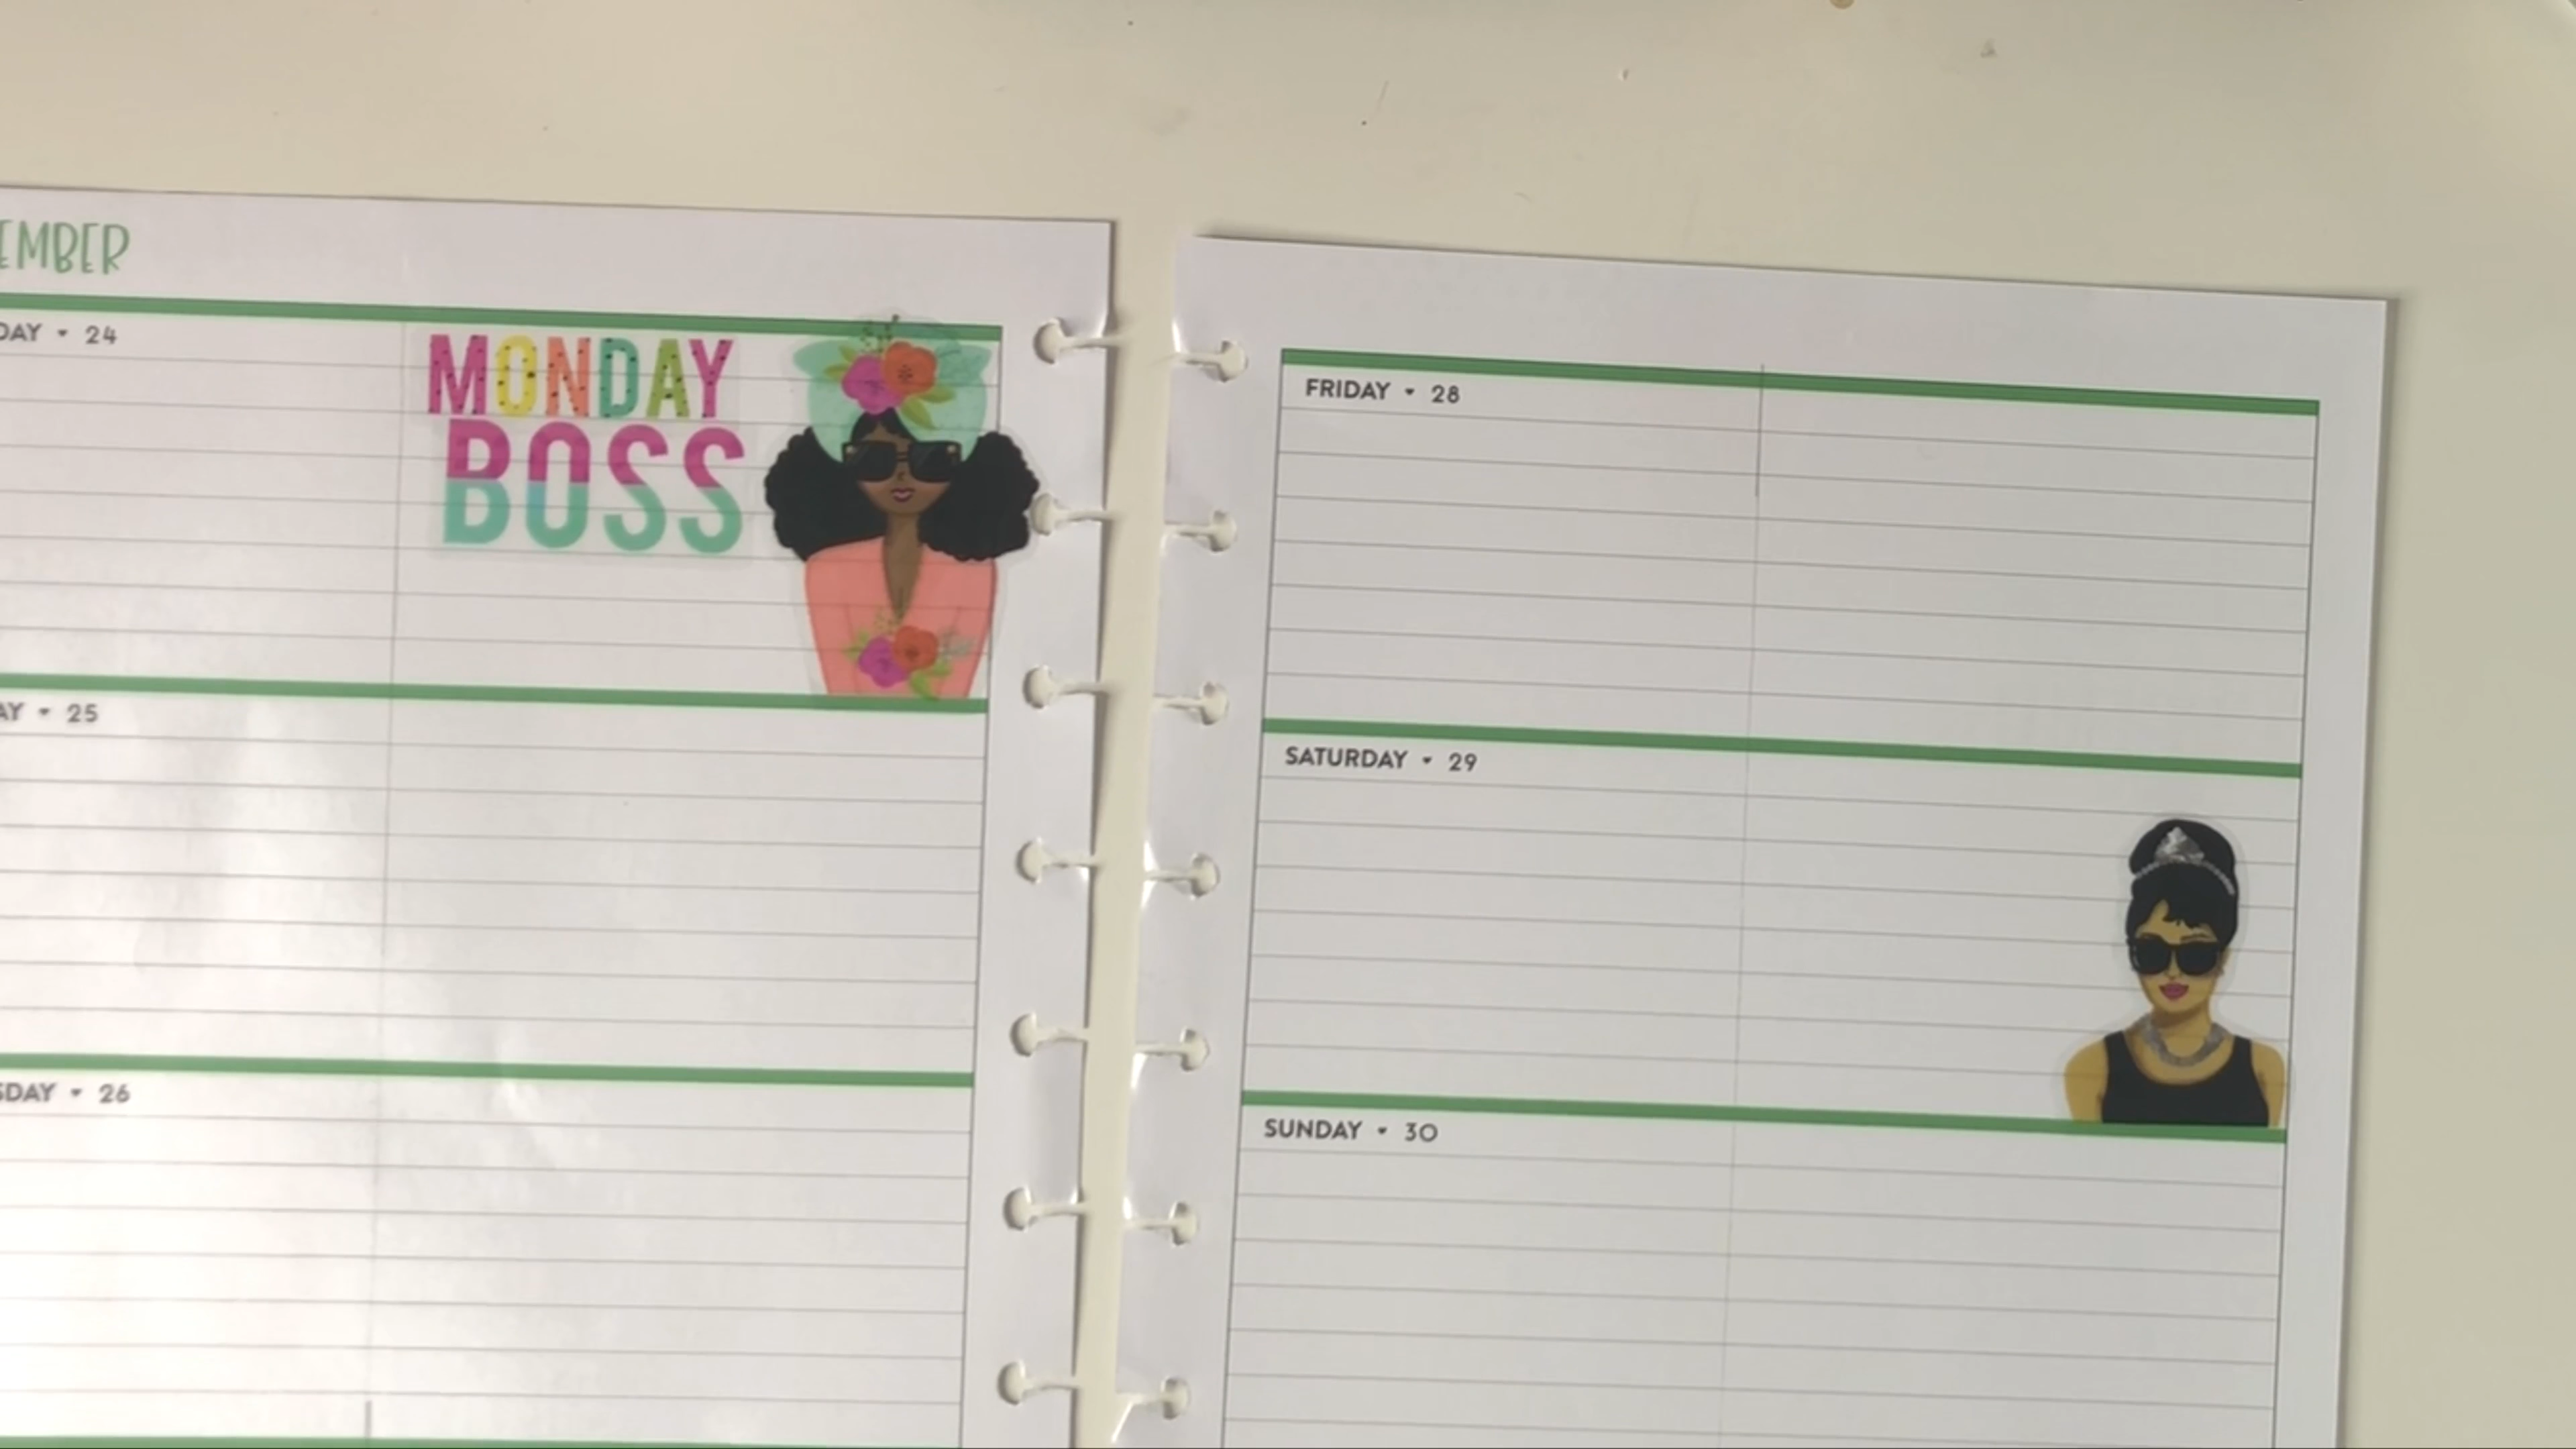 EMBER
DAY • 24
MONDAY
BOSS
AY • 25
SDAY • 26
FRIDAY • 28
SATURDAY • 29
SUNDAY • 30